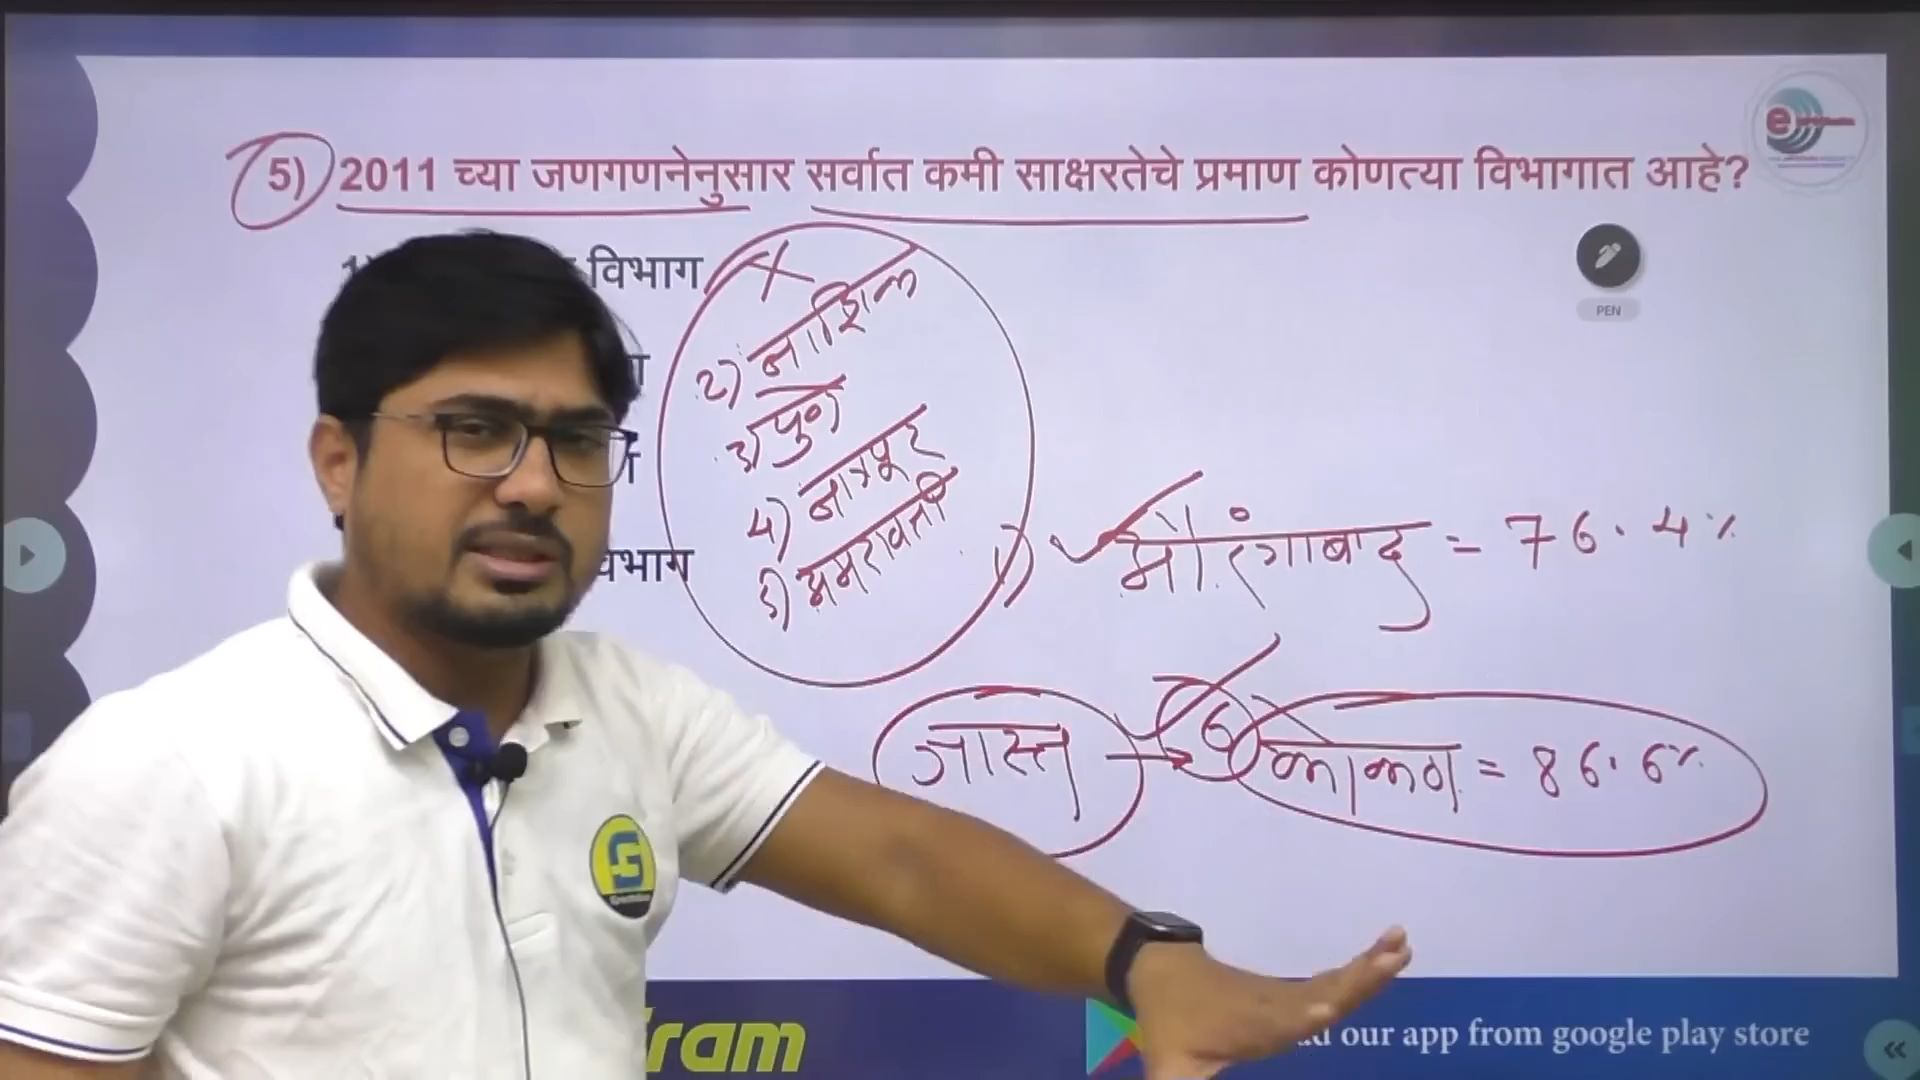 5) 2011 च्या जणगणनेनुसार सर्वात कमी साक्षरतेचे प्रमाण कोणत्या विभागात आहे?
विभाग
2) नाशिक
3) पुणे
4) नागपूर
5) अमरावती
विभाग
1) औरंगाबाद = 76.4%
जास्त → 6 कोकण = 86.6%
PEN
our app from google play store